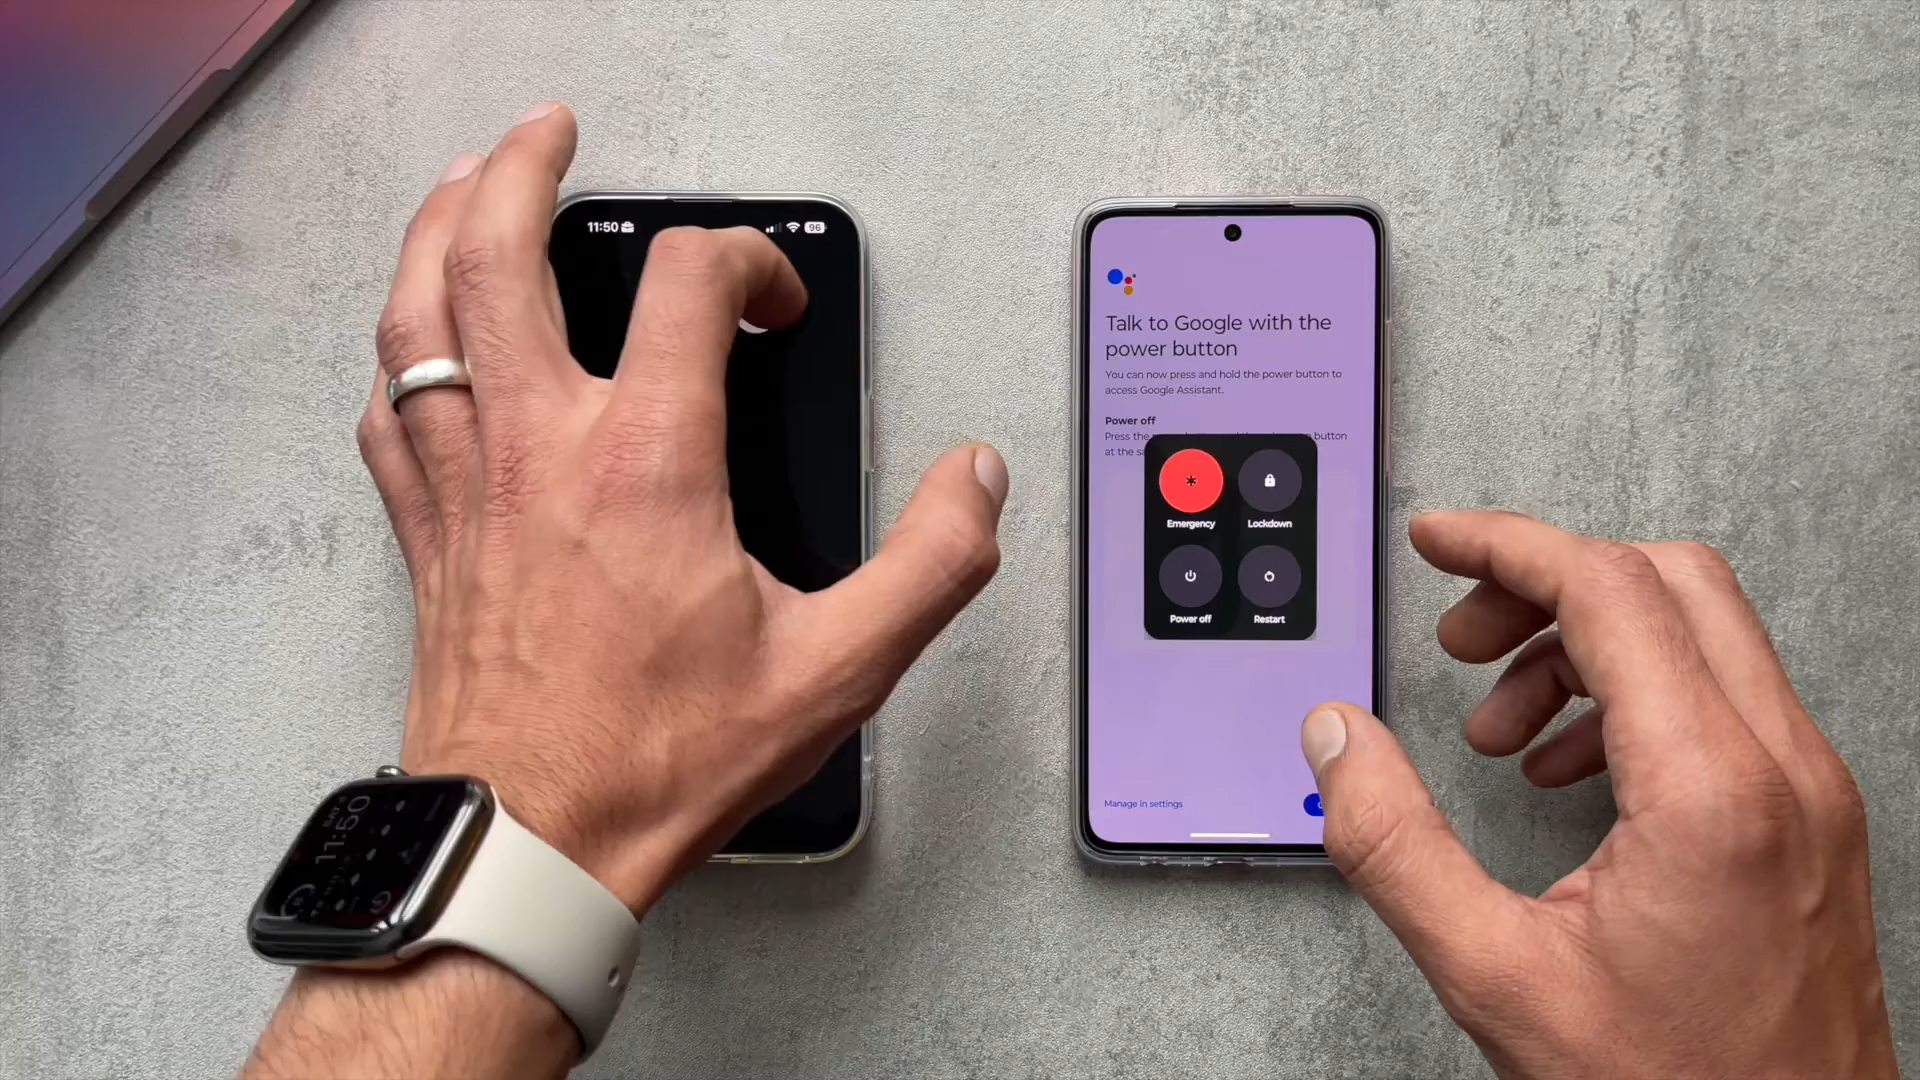 11:50
96
Talk to Google with the
power button
You can now press and hold the power button to
access Google Assistant.
Power off
Press the button
at the
Emergency
Lockdown
Power off
Restart
Manage in settings
11:50